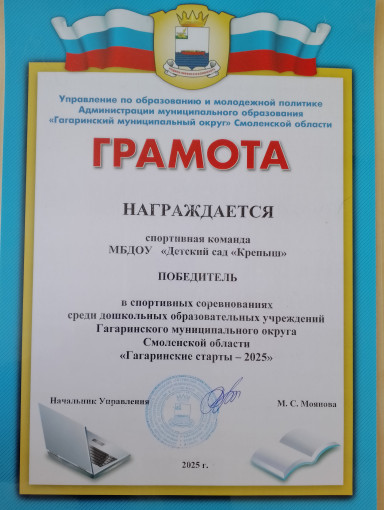 Управление по образованию и молодежной политике
Администрации муниципального образования
«Гагаринский муниципальный округ» Смоленской области
ГРАМОТА
НАГРАЖДАЕТСЯ
спортивная команда
МБДОУ «Детский сад «Крепыш»
ПОБЕДИТЕЛЬ
в спортивных соревнованиях
среди дошкольных образовательных учреждений
Гагаринского муниципального округа
Смоленской области
«Гагаринские старты – 2025»
Начальник Управления
М. С. Моянова
2025 г.